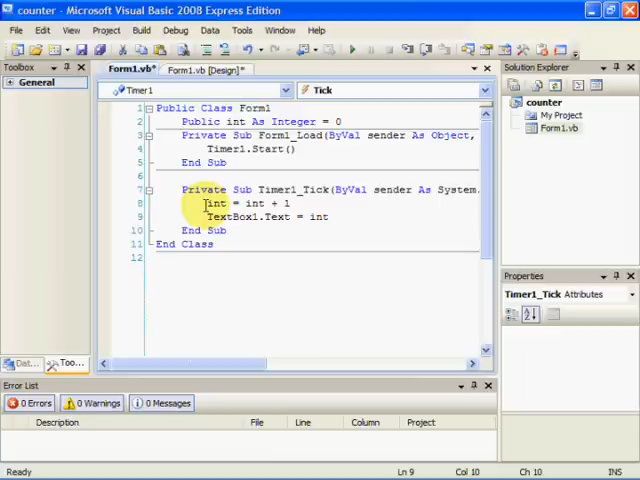 counter - Microsoft Visual Basic 2008 Express Edition
File Edit View Project Build Debug Data Tools Window Help
Toolbox
General
Form1.vb* Form1.vb [Design]*
Timer1 Tick
1 Public Class Form1
2 Public int As Integer = 0
3 Private Sub Form1_Load(ByVal sender As Object,
4 Timer1.Start()
5 End Sub
6
7 Private Sub Timer1_Tick(ByVal sender As System.
8 int = int + 1
9 TextBox1.Text = int
10 End Sub
11 End Class
12
Solution Explorer
counter
My Project
Form1.vb
Properties
Timer1_Tick Attributes
Dat... Too...
Error List
0 Errors 0 Warnings 0 Messages
Description File Line Column Project
Ready Ln 9 Col 10 Ch 10